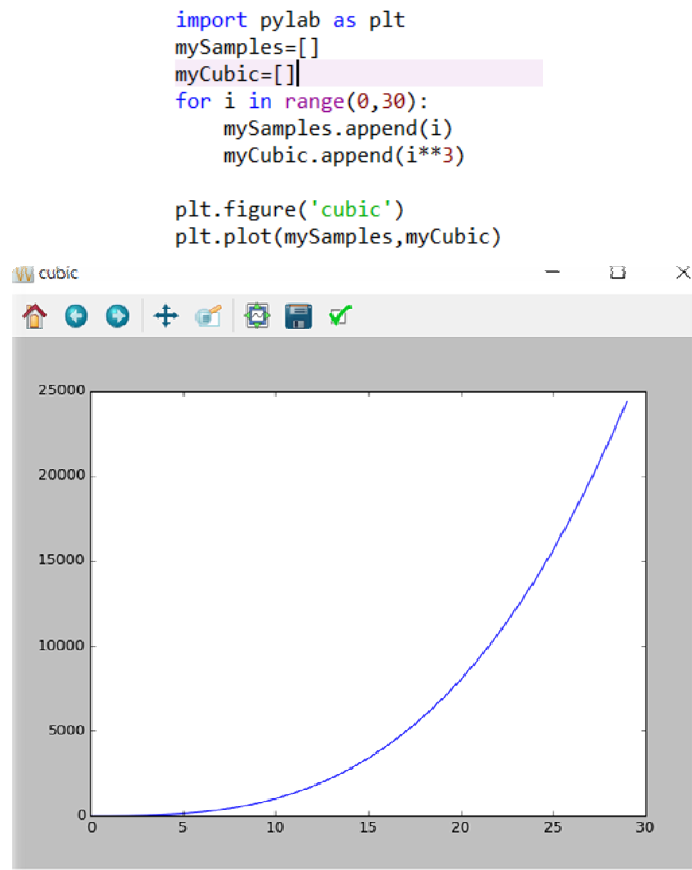 import pylab as plt
mySamples=[]
myCubic=[]
for i in range(0,30):
    mySamples.append(i)
    myCubic.append(i**3)
plt.figure('cubic')
plt.plot(mySamples,myCubic)
cubic
25000
20000
15000
10000
5000
0
0 5 10 15 20 25 30